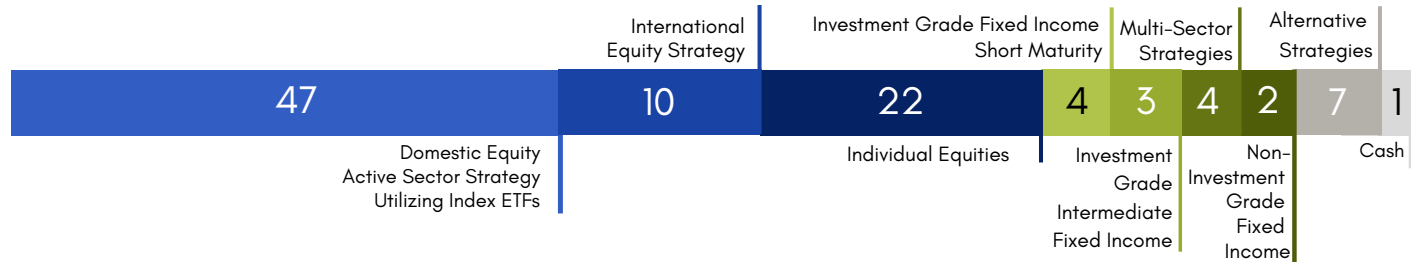 International
Equity Strategy
Investment Grade Fixed Income
Short Maturity
Multi-Sector
Strategies
Alternative
Strategies
47
10
22
4
3
4
2
7
1
Domestic Equity
Active Sector Strategy
Utilizing Index ETFs
Individual Equities
Investment
Grade
Intermediate
Fixed Income
Non-
Investment
Grade
Fixed
Income
Cash